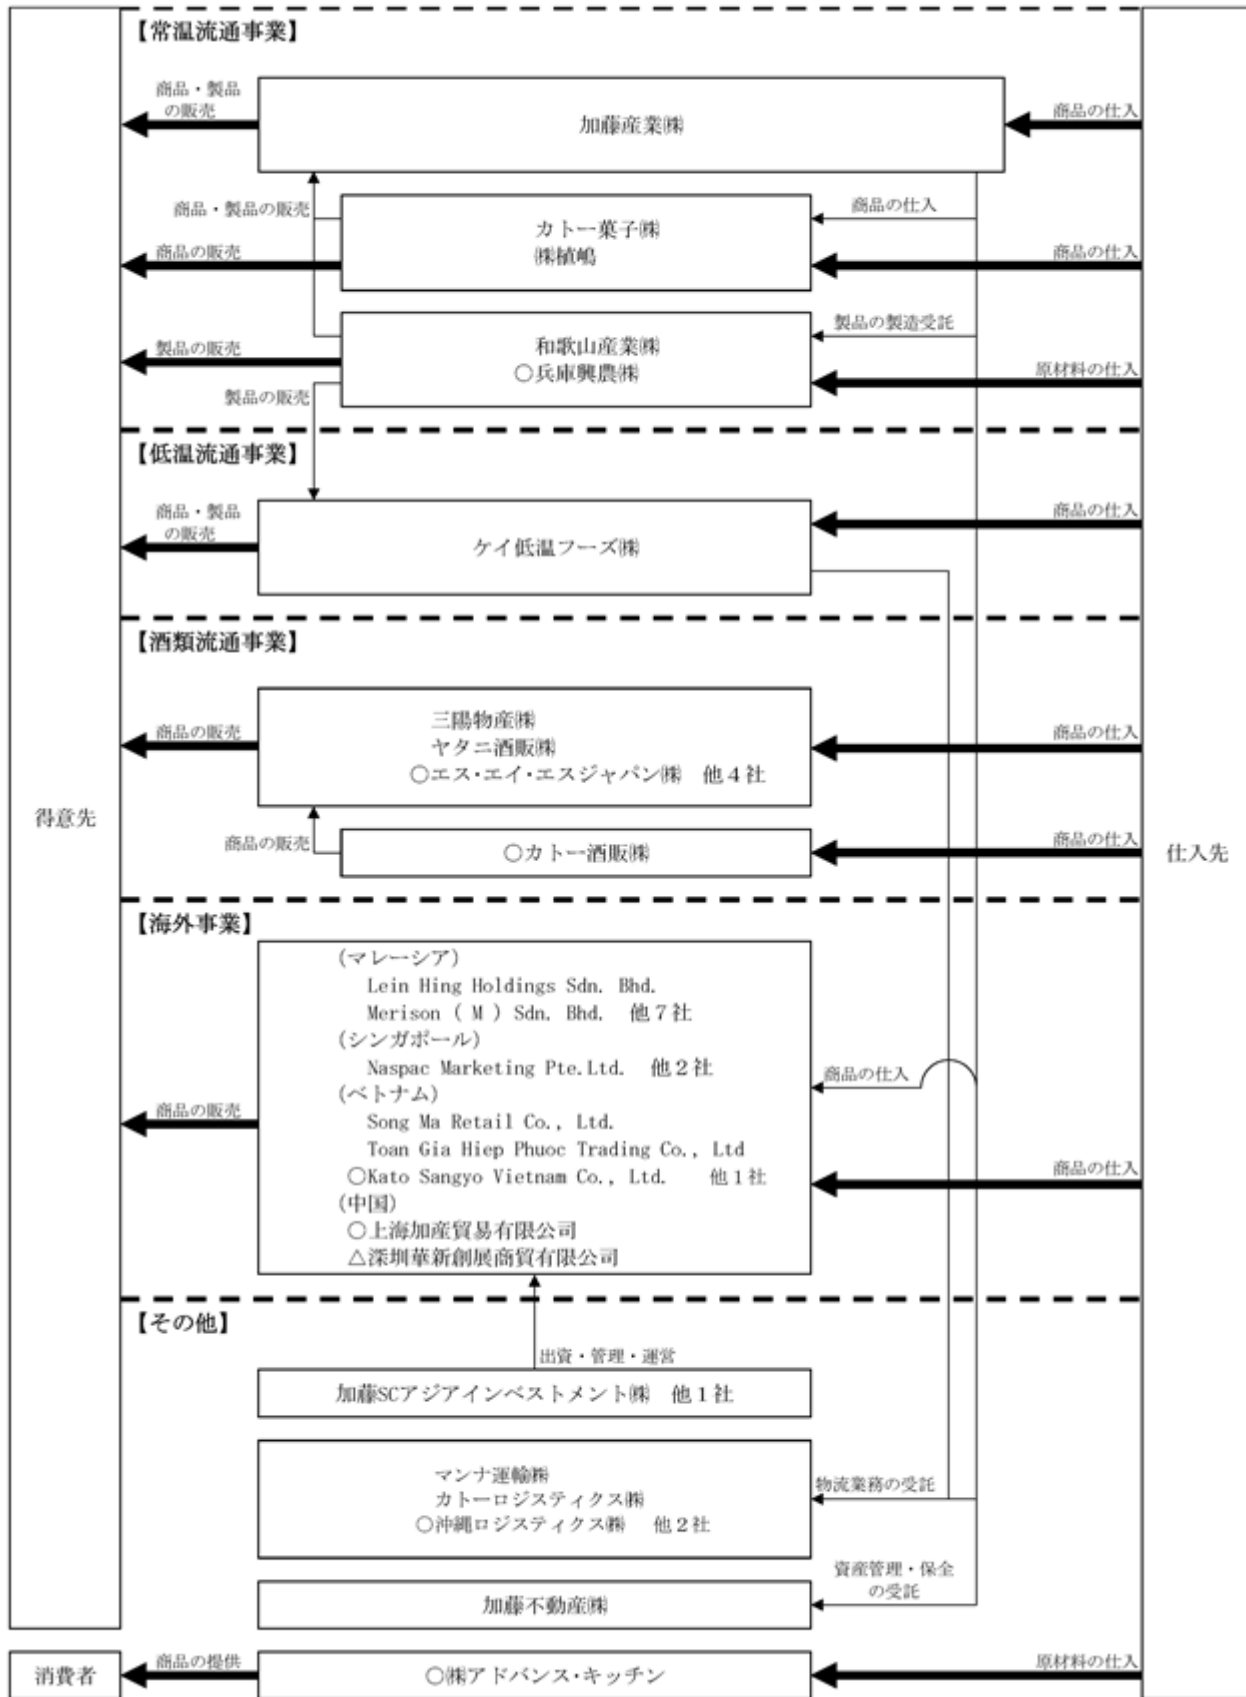 【常温流通事業】
商品・製品
の販売
加藤産業㈱
商品の仕入
商品・製品の販売
カトー菓子㈱
㈱植嶋
商品の仕入
商品の販売
商品の仕入
製品の販売
和歌山産業㈱
○兵庫興農㈱
製品の製造受託
原材料の仕入
製品の販売
【低温流通事業】
商品・製品
の販売
ケイ低温フーズ㈱
商品の仕入
【酒類流通事業】
商品の販売
三陽物産㈱
ヤタニ酒販㈱
○エス・エイ・エスジャパン㈱　他４社
商品の仕入
得意先
商品の販売
○カトー酒販㈱
商品の仕入
仕入先
【海外事業】
(マレーシア)
Lein Hing Holdings Sdn. Bhd.
Merison ( M ) Sdn. Bhd.　他７社
(シンガポール)
Naspac Marketing Pte.Ltd.　他２社
(ベトナム)
Song Ma Retail Co., Ltd.
Toan Gia Hiep Phuoc Trading Co., Ltd
○Kato Sangyo Vietnam Co., Ltd.　他１社
(中国)
○上海加産貿易有限公司
△深圳華新創展商貿有限公司
商品の仕入
商品の販売
商品の仕入
【その他】
出資・管理・運営
加藤SCアジアインベストメント㈱　他１社
マンナ運輸㈱
カトーロジスティクス㈱
○沖縄ロジスティクス㈱　他２社
物流業務の受託
加藤不動産㈱
資産管理・保全
の受託
消費者
商品の提供
○㈱アドバンス・キッチン
原材料の仕入